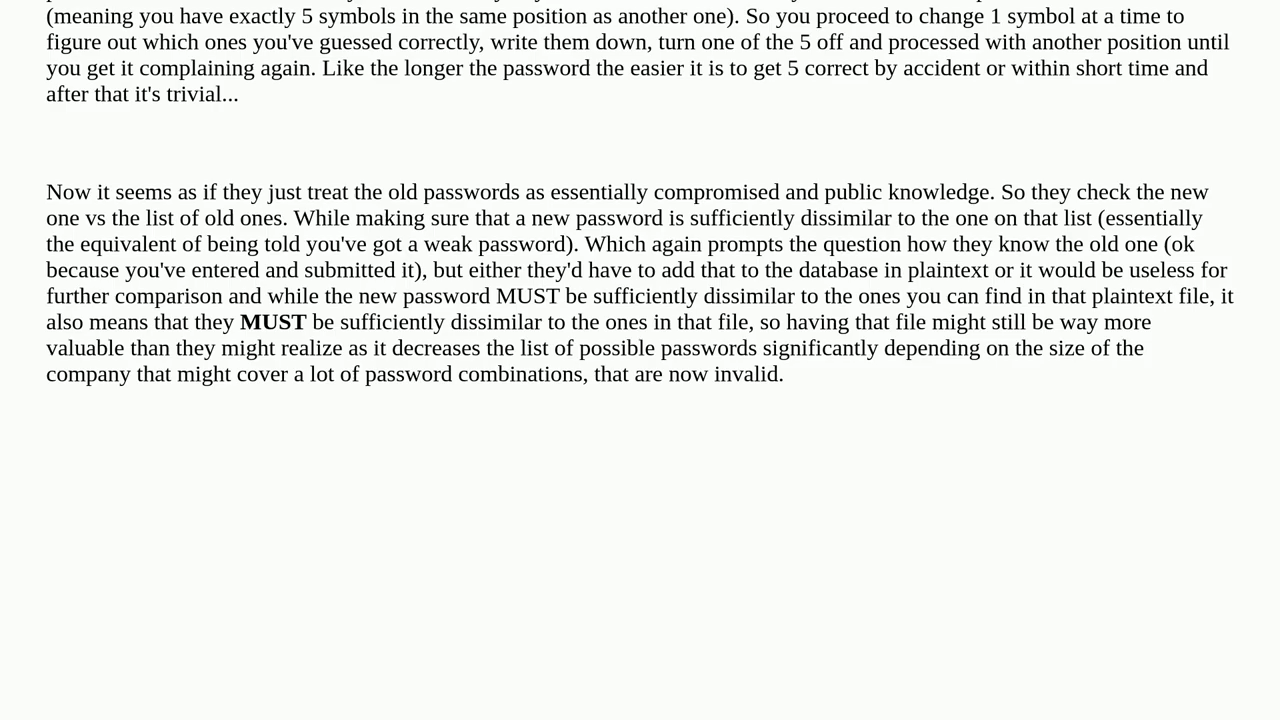 (meaning you have exactly 5 symbols in the same position as another one). So you proceed to change 1 symbol at a time to
figure out which ones you've guessed correctly, write them down, turn one of the 5 off and processed with another position until
you get it complaining again. Like the longer the password the easier it is to get 5 correct by accident or within short time and
after that it's trivial...
Now it seems as if they just treat the old passwords as essentially compromised and public knowledge. So they check the new
one vs the list of old ones. While making sure that a new password is sufficiently dissimilar to the one on that list (essentially
the equivalent of being told you've got a weak password). Which again prompts the question how they know the old one (ok
because you've entered and submitted it), but either they'd have to add that to the database in plaintext or it would be useless for
further comparison and while the new password MUST be sufficiently dissimilar to the ones you can find in that plaintext file, it
also means that they MUST be sufficiently dissimilar to the ones in that file, so having that file might still be way more
valuable than they might realize as it decreases the list of possible passwords significantly depending on the size of the
company that might cover a lot of password combinations, that are now invalid.